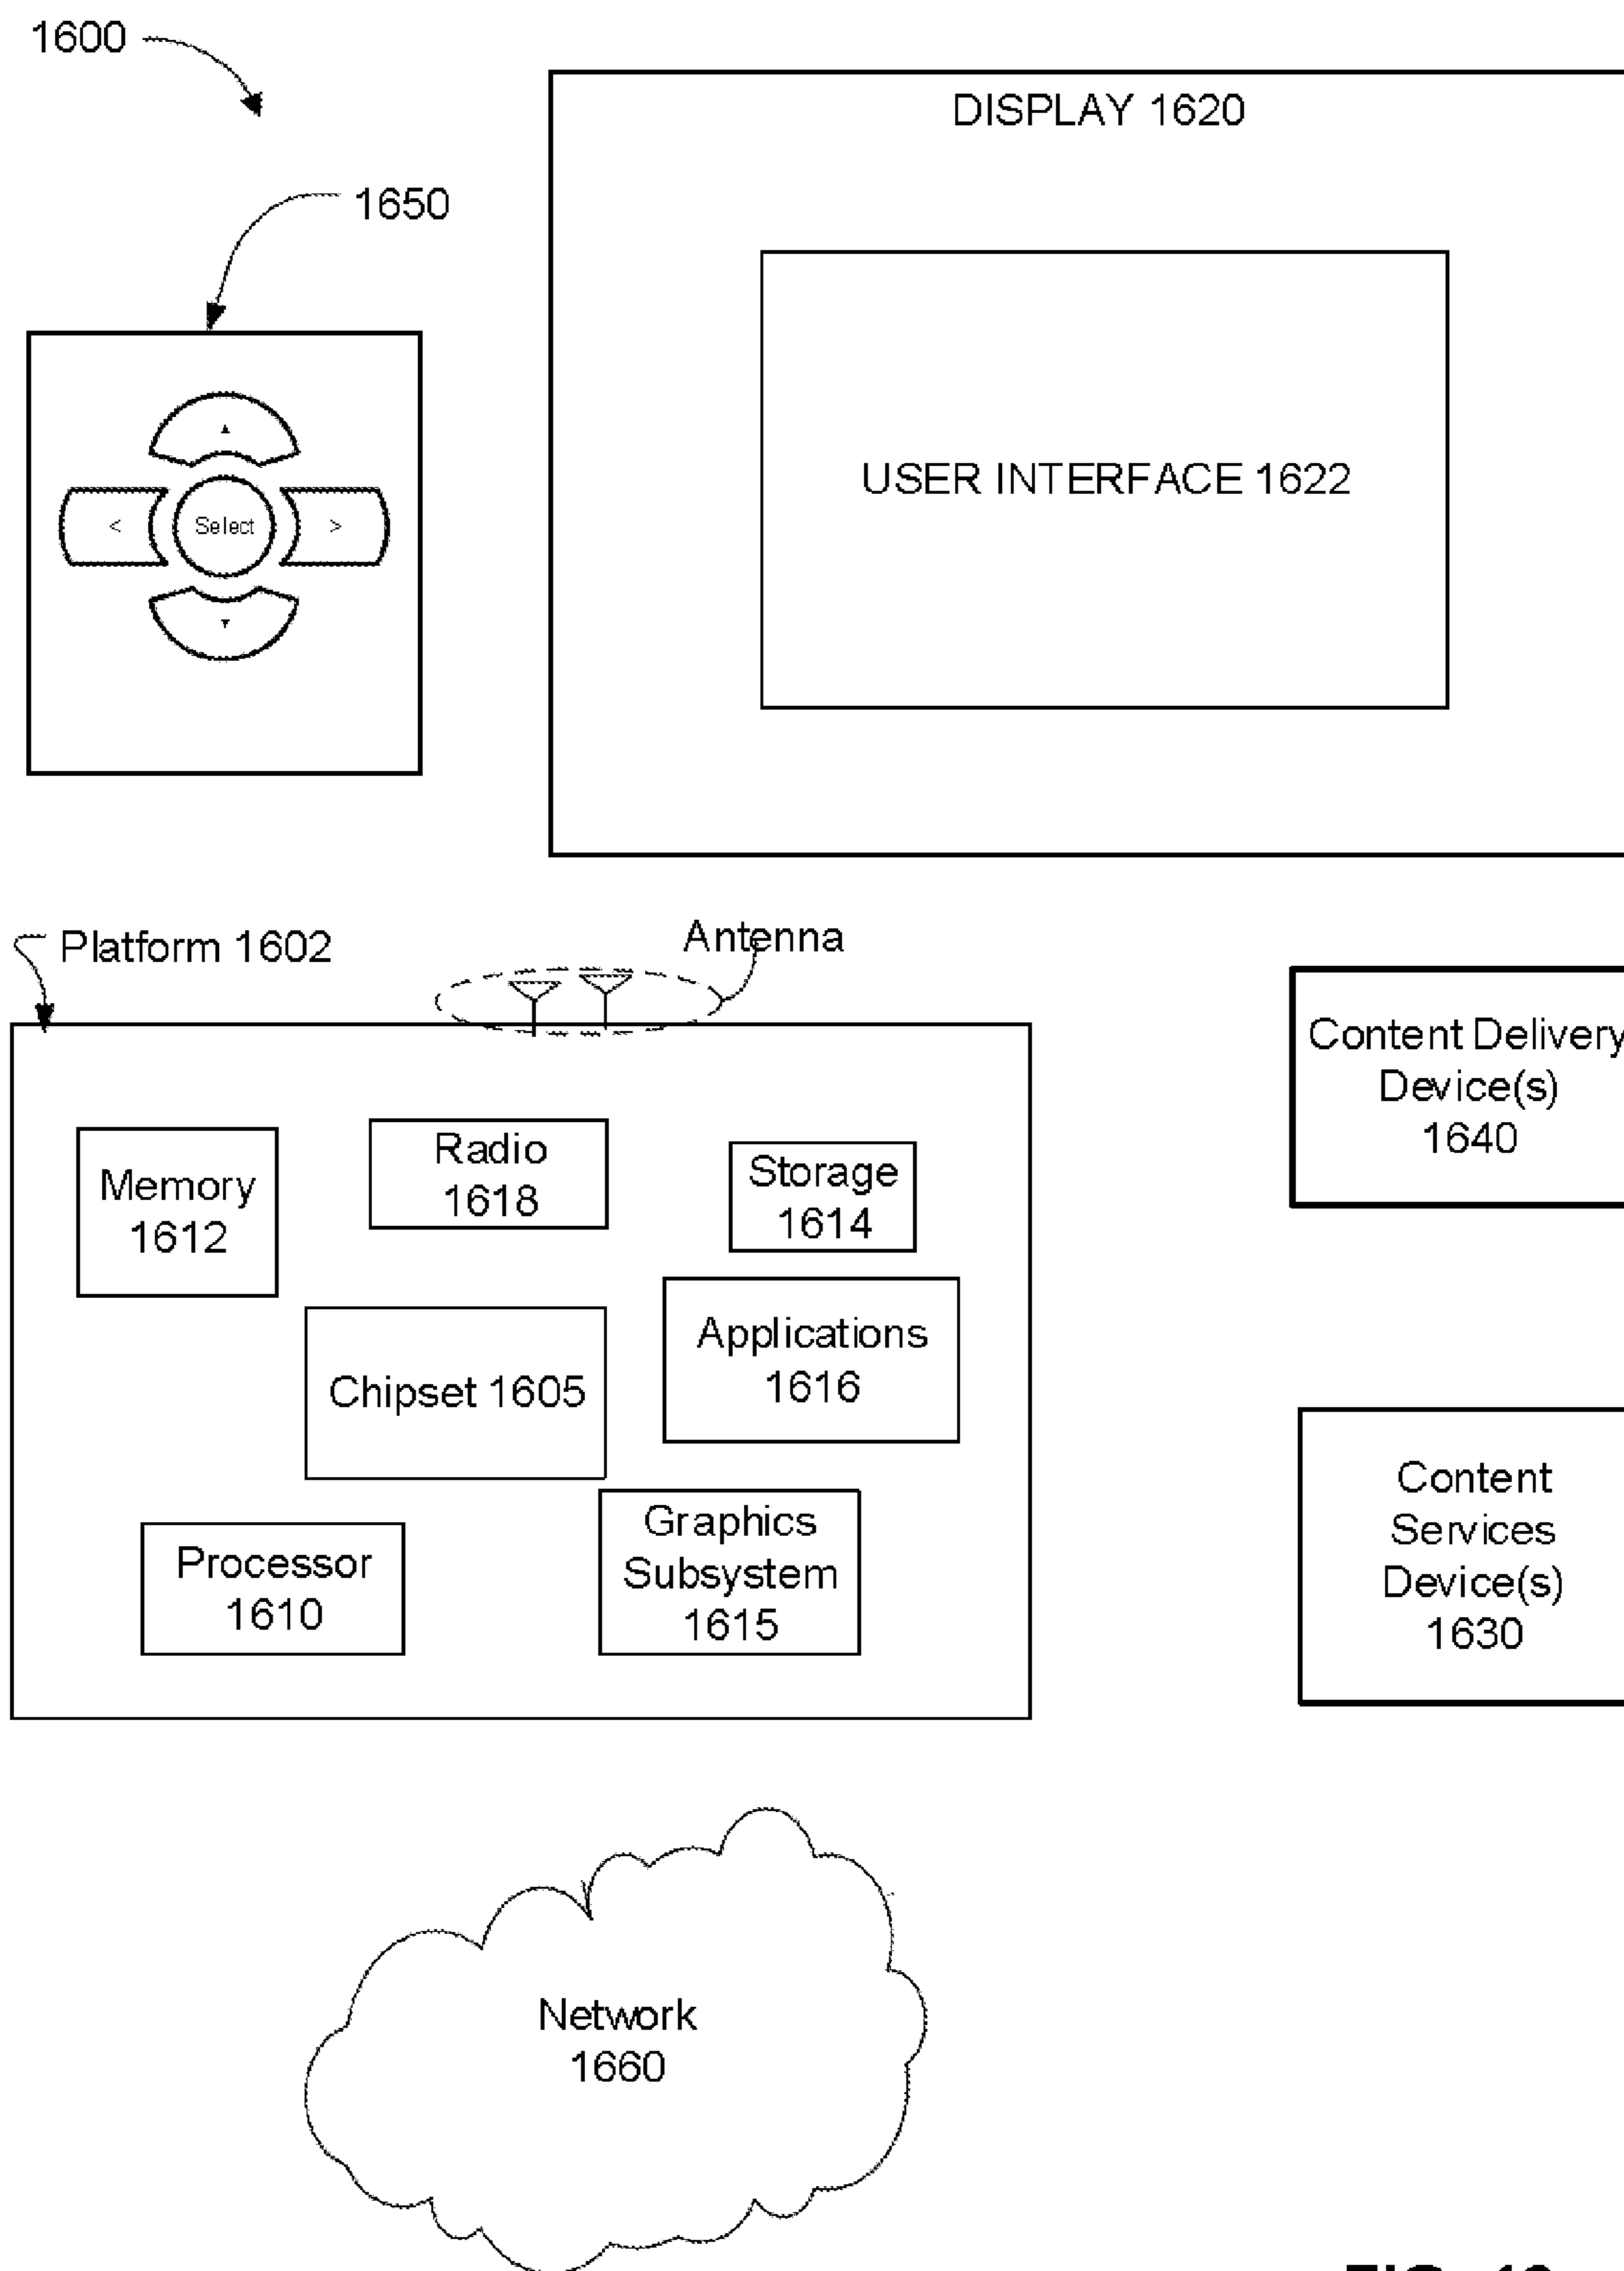 1600
DISPLAY 1620
1650
USER INTERFACE 1622
<
Select
>
Platform 1602
Antenna
Memory
1612
Radio
1618
Storage
1614
Chipset 1605
Applications
1616
Processor
1610
Graphics
Subsystem
1615
Content Delivery
Device(s)
1640
Content
Services
Device(s)
1630
Network
1660